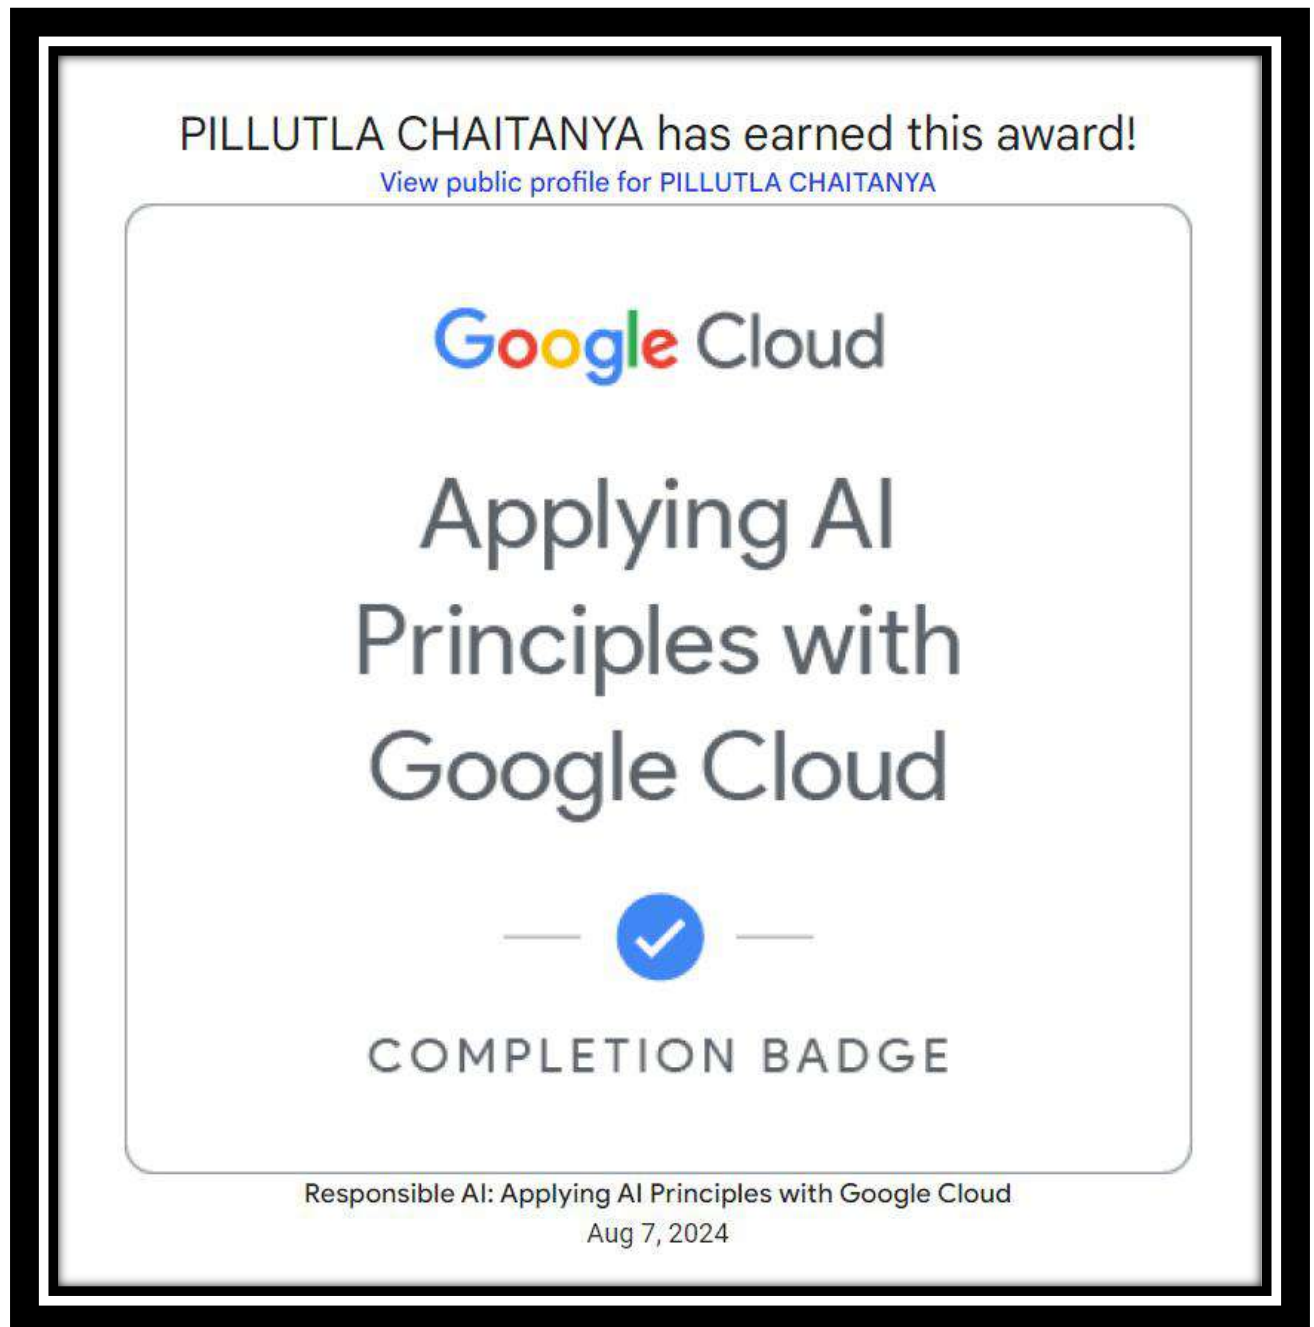 PILLUTLA CHAITANYA has earned this award!
View public profile for PILLUTLA CHAITANYA
Google Cloud
Applying AI
Principles with
Google Cloud
COMPLETION BADGE
Responsible AI: Applying AI Principles with Google Cloud
Aug 7, 2024